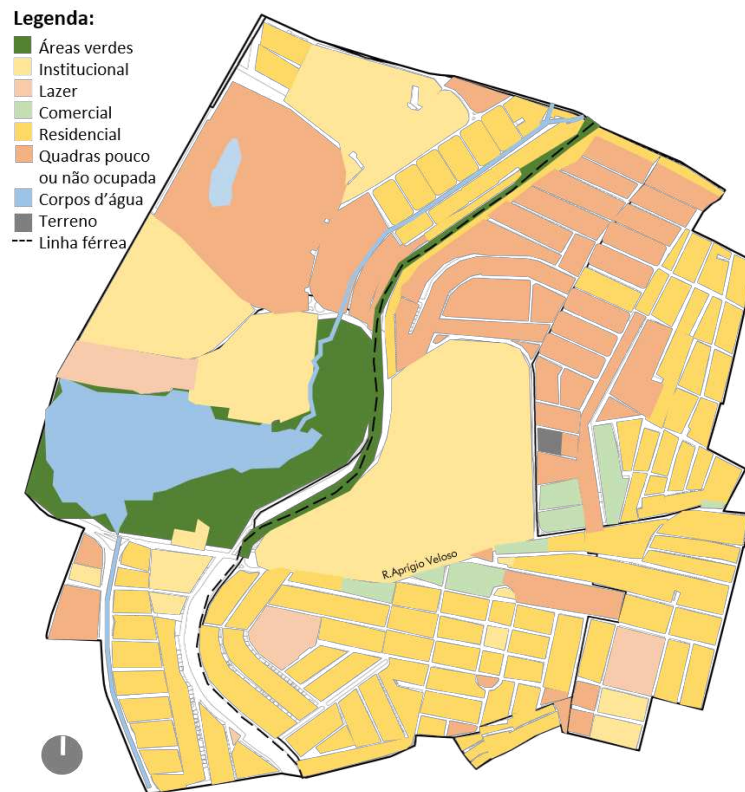 Legenda:
Áreas verdes
Institucional
Lazer
Comercial
Residencial
Quadras pouco
ou não ocupada
Corpos d'água
Terreno
Linha férrea
R.Aprígio Veloso